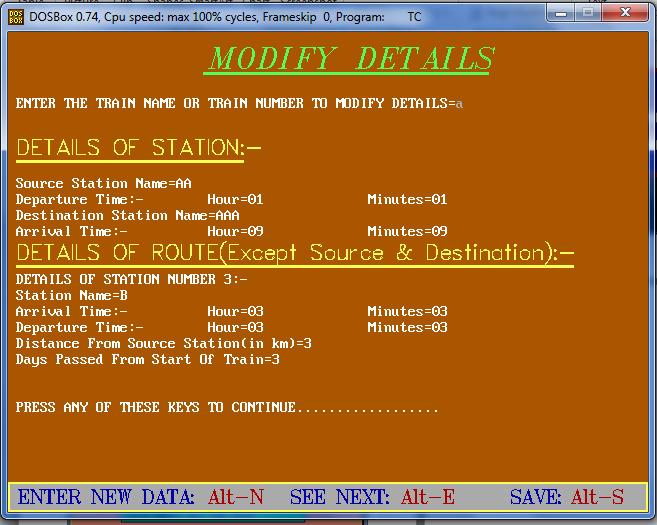 DOSBox 0.74, Cpu speed: max 100% cycles, Frameskip 0, Program: TC
MODIFY DETAILS
ENTER THE TRAIN NAME OR TRAIN NUMBER TO MODIFY DETAILS=a
DETAILS OF STATION:-
Source Station Name=AA
Departure Time:- Hour=01 Minutes=01
Destination Station Name=AAA
Arrival Time:- Hour=09 Minutes=09
DETAILS OF ROUTE(Except Source & Destination):-
DETAILS OF STATION NUMBER 3:-
Station Name=B
Arrival Time:- Hour=03 Minutes=03
Departure Time:- Hour=03 Minutes=03
Distance From Source Station(in km)=3
Days Passed From Start Of Train=3
PRESS ANY OF THESE KEYS TO CONTINUE..................
ENTER NEW DATA: Alt-N SEE NEXT: Alt-E SAVE: Alt-S